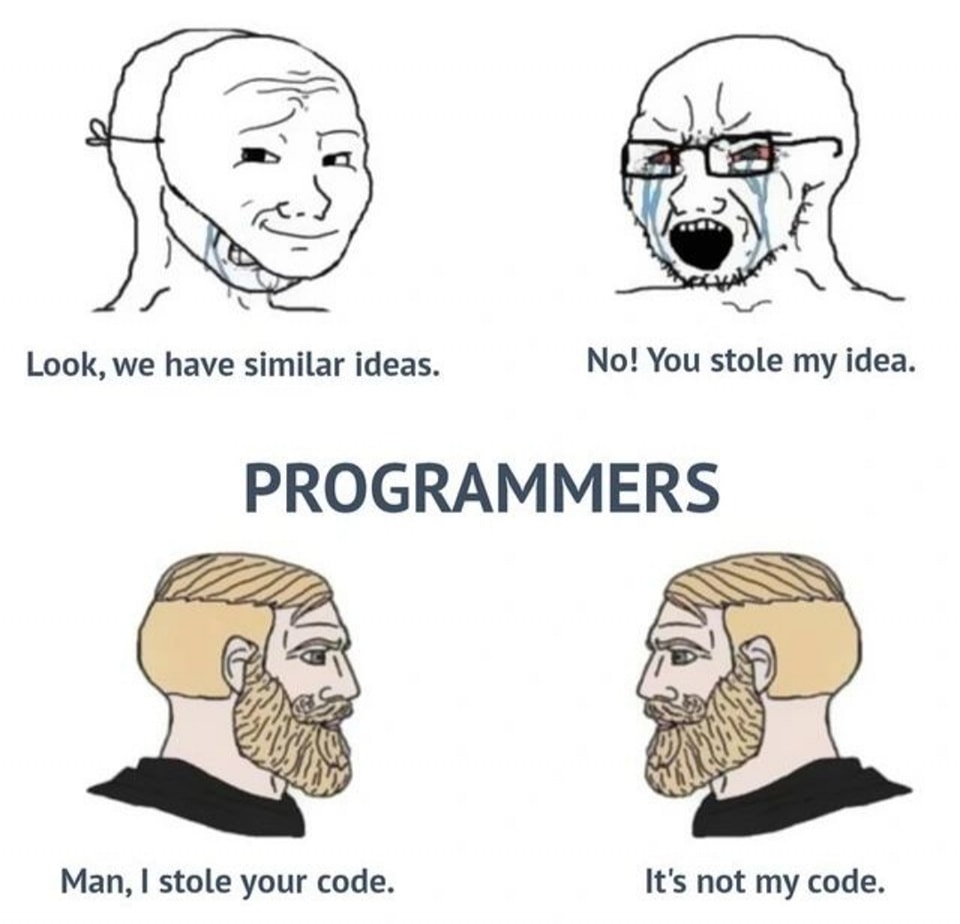 Look, we have similar ideas.
No! You stole my idea.
PROGRAMMERS
Man, I stole your code.
It's not my code.